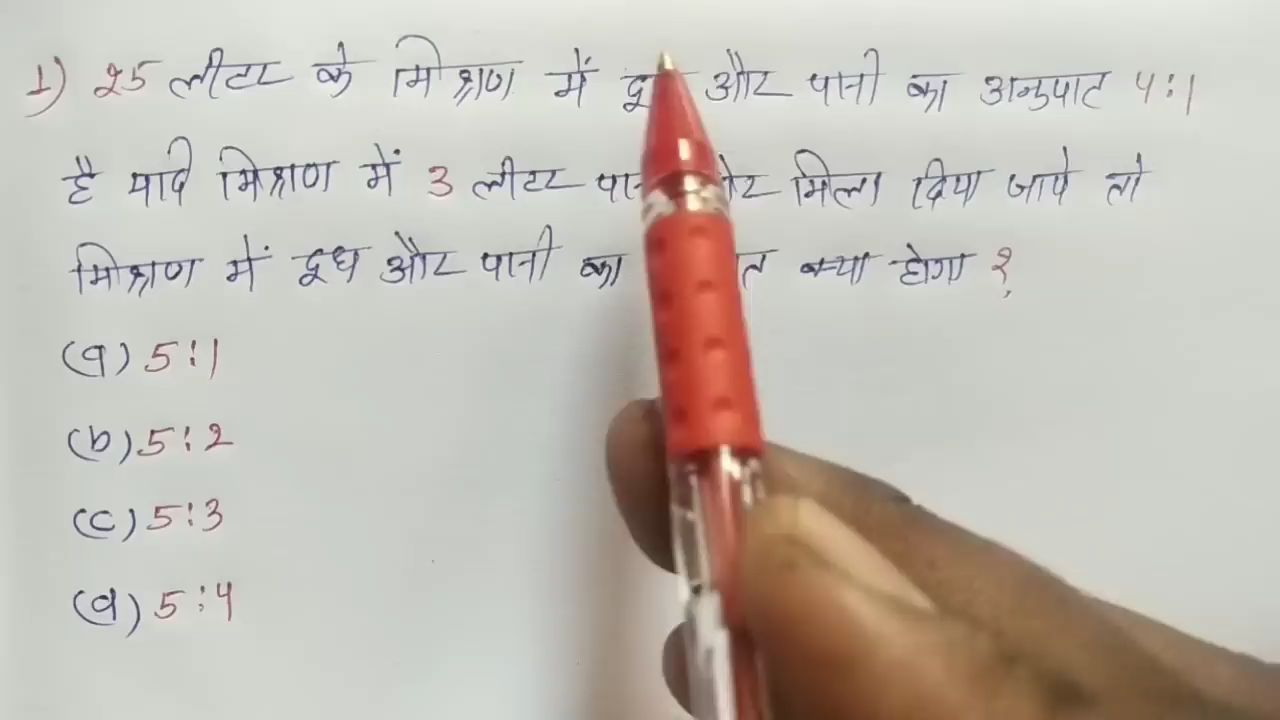 1) 25 लीटर के मिश्रण में और पानी का अनुपात 4:1
है यदि मिश्रण में 3 लीटर मिला दिया जाये तो
मिश्रण में दूध और पानी का क्या होगा ?
(a) 5:1
(b) 5:2
(c) 5:3
(d) 5:4